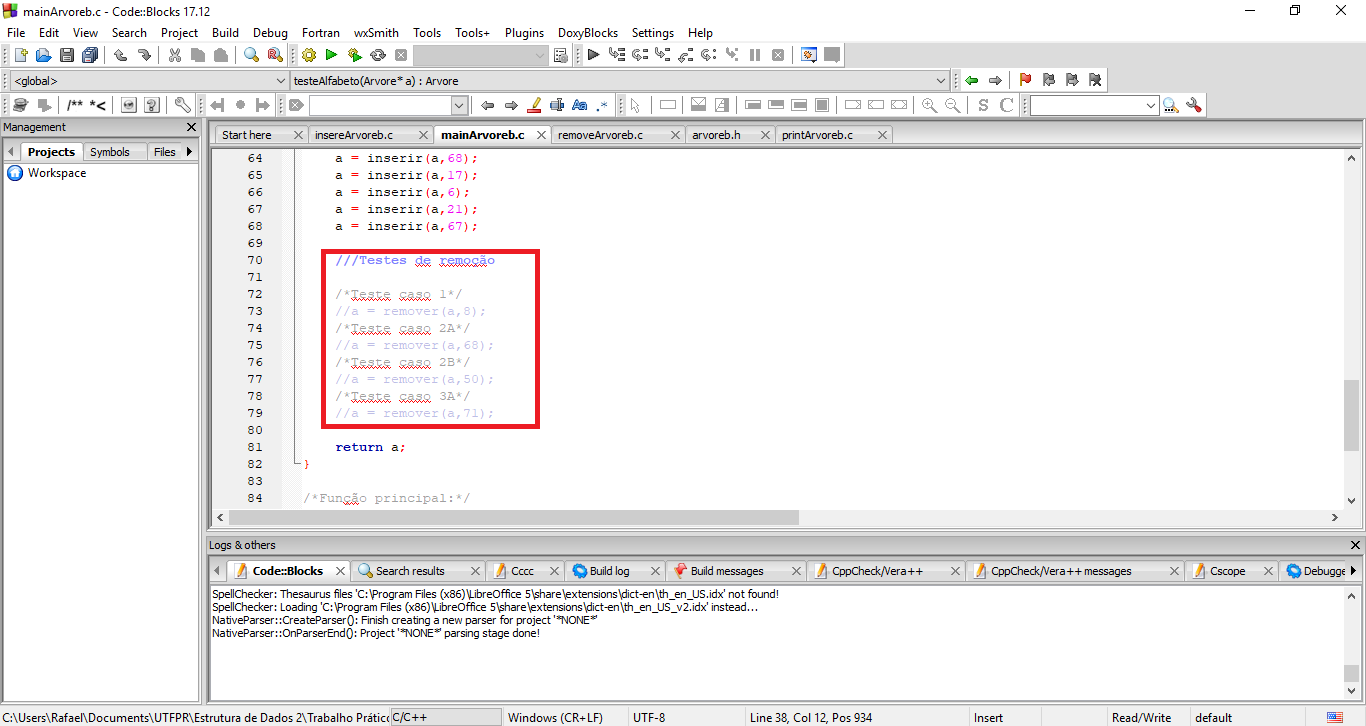 mainArvoreb.c - Code::Blocks 17.12
File Edit View Search Project Build Debug Fortran wxSmith Tools Tools+ Plugins DoxyBlocks Settings Help
<global> testeAlfabeto(Arvore* a) : Arvore
/** *<
Aa .* S C
Management
Projects Symbols Files
Workspace
Start here insereArvoreb.c mainArvoreb.c removeArvoreb.c arvoreb.h printArvoreb.c
64 a = inserir(a,68);
65 a = inserir(a,17);
66 a = inserir(a,6);
67 a = inserir(a,21);
68 a = inserir(a,67);
69
70 ///Testes de remoção
71
72 /*Teste caso 1*/
73 //a = remover(a,8);
74 /*Teste caso 2A*/
75 //a = remover(a,68);
76 /*Teste caso 2B*/
77 //a = remover(a,50);
78 /*Teste caso 3A*/
79 //a = remover(a,71);
80
81 return a;
82 }
83
84 /*Função principal:*/
Logs & others
Code::Blocks Search results Cccc Build log Build messages CppCheck/Vera++ CppCheck/Vera++ messages Cscope Debugge
SpellChecker: Thesaurus files 'C:\Program Files (x86)\LibreOffice 5\share\extensions\dict-en\th_en_US.idx' not found!
SpellChecker: Loading 'C:\Program Files (x86)\LibreOffice 5\share\extensions\dict-en\th_en_US_v2.idx' instead...
NativeParser::CreateParser(): Finish creating a new parser for project '*NONE*'
NativeParser::OnParserEnd(): Project '*NONE*' parsing stage done!
C:\Users\Rafael\Documents\UTFPR\Estrutura de Dados 2\Trabalho Prátic C/C++ Windows (CR+LF) UTF-8 Line 38, Col 12, Pos 934 Insert Read/Write default